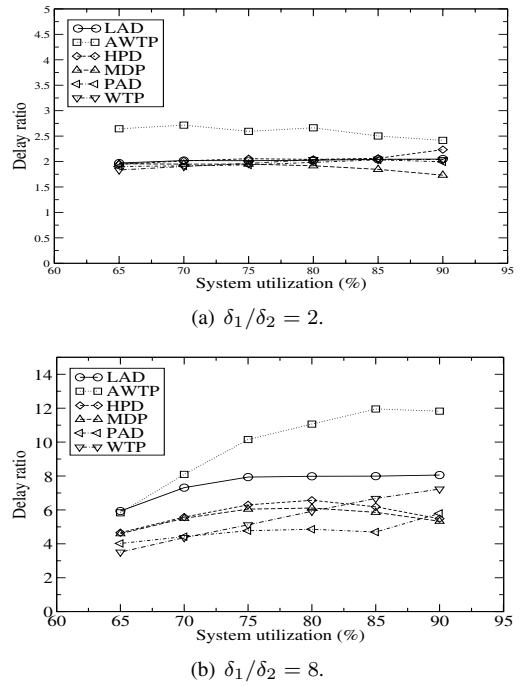 5
4.5
4
3.5
3
2.5
2
1.5
1
0.5
0
Delay ratio
LAD
AWTP
HPD
MDP
PAD
WTP
60 65 70 75 80 85 90 95
System utilization (%)
(a) δ₁/δ₂ = 2.
14
12
10
8
6
4
2
0
Delay ratio
LAD
AWTP
HPD
MDP
PAD
WTP
60 65 70 75 80 85 90 95
System utilization (%)
(b) δ₁/δ₂ = 8.